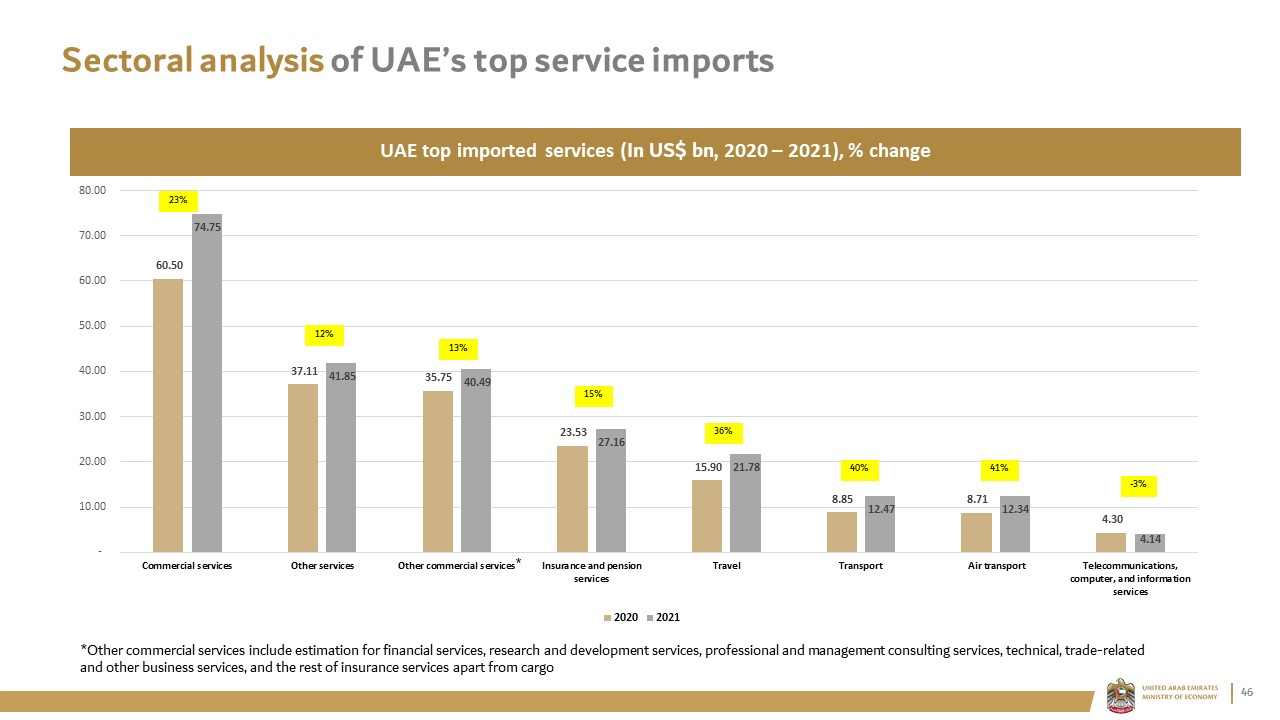 Sectoral analysis of UAE's top service imports
UAE top imported services (In US$ bn, 2020 – 2021), % change
80.00
70.00
60.00
50.00
40.00
30.00
20.00
10.00
-
23%
60.50
74.75
12%
37.11
41.85
13%
35.75
40.49
15%
23.53
27.16
36%
15.90
21.78
40%
8.85
12.47
41%
8.71
12.34
-3%
4.30
4.14
Commercial services
Other services
Other commercial services*
Insurance and pension
services
Travel
Transport
Air transport
Telecommunications,
computer, and information
services
2020
2021
*Other commercial services include estimation for financial services, research and development services, professional and management consulting services, technical, trade-related
and other business services, and the rest of insurance services apart from cargo
UNITED ARAB EMIRATES
MINISTRY OF ECONOMY
46